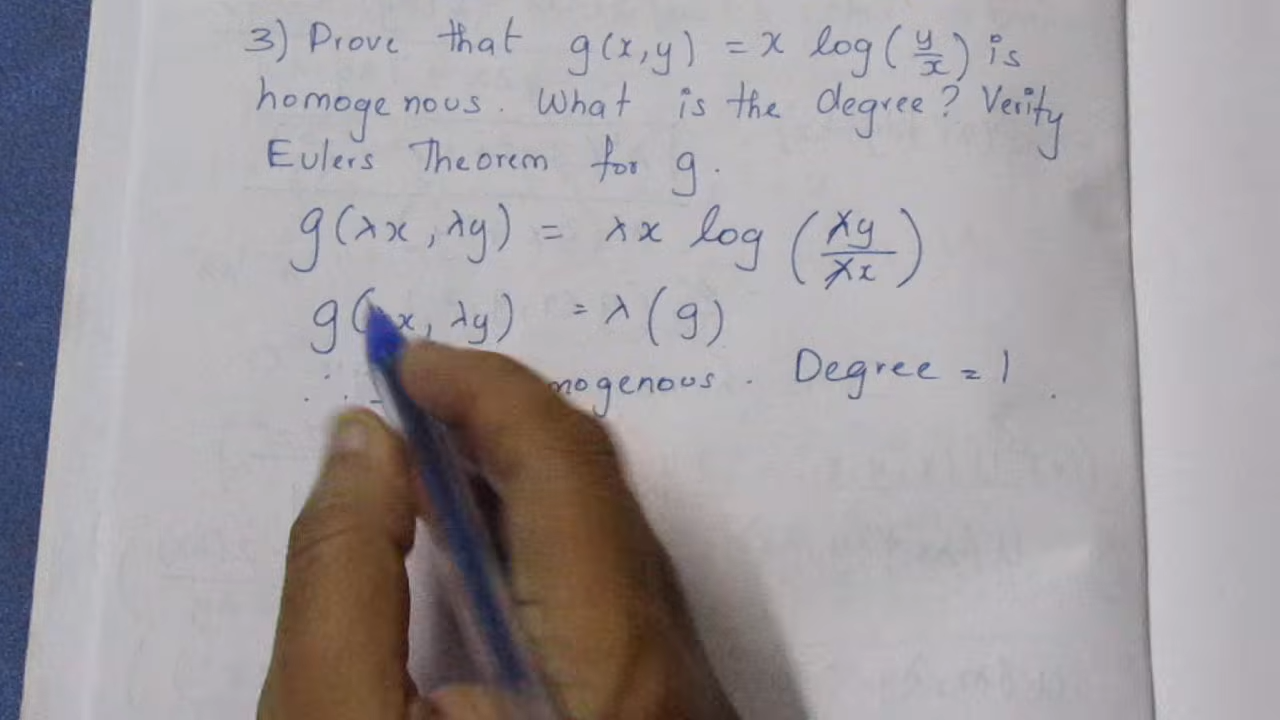 3) Prove that g(x,y) = x log(y/x) is
homogenous. What is the degree? Verify
Eulers Theorem for g.
g(λx, λy) = λx log (λy/λx)
g(λx, λy) = λ(g)
∴ mogenous. Degree = 1.